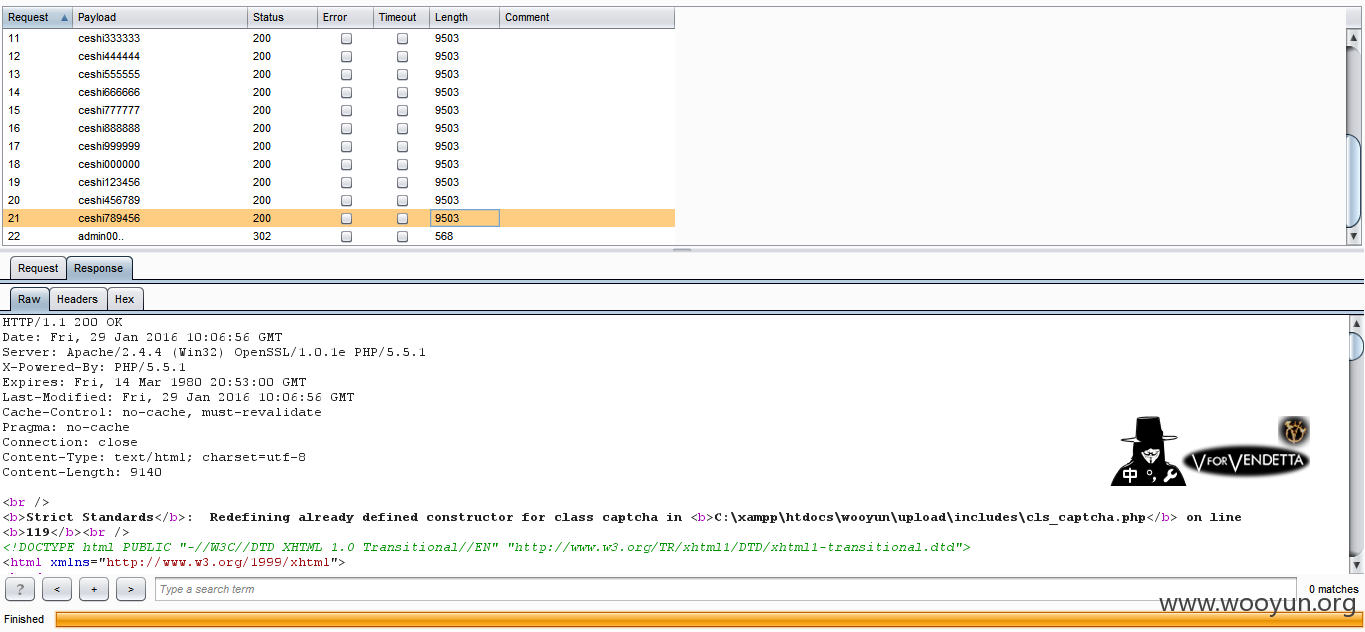 Request Payload Status Error Timeout Length Comment
11 ceshi333333 200 9503
12 ceshi444444 200 9503
13 ceshi555555 200 9503
14 ceshi666666 200 9503
15 ceshi777777 200 9503
16 ceshi888888 200 9503
17 ceshi999999 200 9503
18 ceshi000000 200 9503
19 ceshi123456 200 9503
20 ceshi456789 200 9503
21 ceshi789456 200 9503
22 admin00.. 302 568
Request Response
Raw Headers Hex
HTTP/1.1 200 OK
Date: Fri, 29 Jan 2016 10:06:56 GMT
Server: Apache/2.4.4 (Win32) OpenSSL/1.0.1e PHP/5.5.1
X-Powered-By: PHP/5.5.1
Expires: Fri, 14 Mar 1980 20:53:00 GMT
Last-Modified: Fri, 29 Jan 2016 10:06:56 GMT
Cache-Control: no-cache, must-revalidate
Pragma: no-cache
Connection: close
Content-Type: text/html; charset=utf-8
Content-Length: 9140
中 °,
V FOR VENDETTA
<br />
<b>Strict Standards</b>:  Redefining already defined constructor for class captcha in <b>C:\xampp\htdocs\wooyun\upload\includes\cls_captcha.php</b> on line
<b>119</b><br />
<!DOCTYPE html PUBLIC "-//W3C//DTD XHTML 1.0 Transitional//EN" "http://www.w3.org/TR/xhtml1/DTD/xhtml1-transitional.dtd">
<html xmlns="http://www.w3.org/1999/xhtml">
? < + > Type a search term 0 matches
www.wooyun.org
Finished